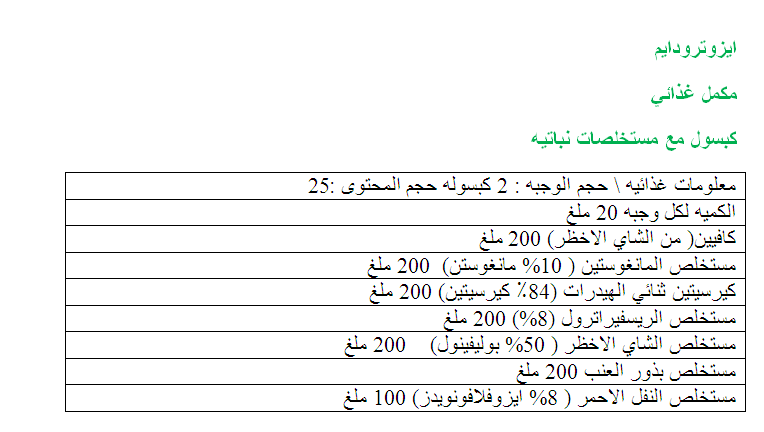 ايزوترودايم
مكمل غذائي
كبسول مع مستخلصات نباتيه
معلومات غذائيه \ حجم الوجبه : 2 كبسوله حجم المحتوى :25
الكميه لكل وجبه 20 ملغ
كافيين( من الشاي الاخظر) 200 ملغ
مستخلص المانغوستين ( 10% مانغوستن) 200 ملغ
كيرسيتين ثنائي الهيدرات (84٪ كيرسيتين) 200 ملغ
مستخلص الريسفيراترول (8%) 200 ملغ
مستخلص الشاي الاخظر ( 50% بوليفينول) 200 ملغ
مستخلص بذور العنب 200 ملغ
مستخلص النفل الاحمر ( 8% ايزوفلافونويدز) 100 ملغ